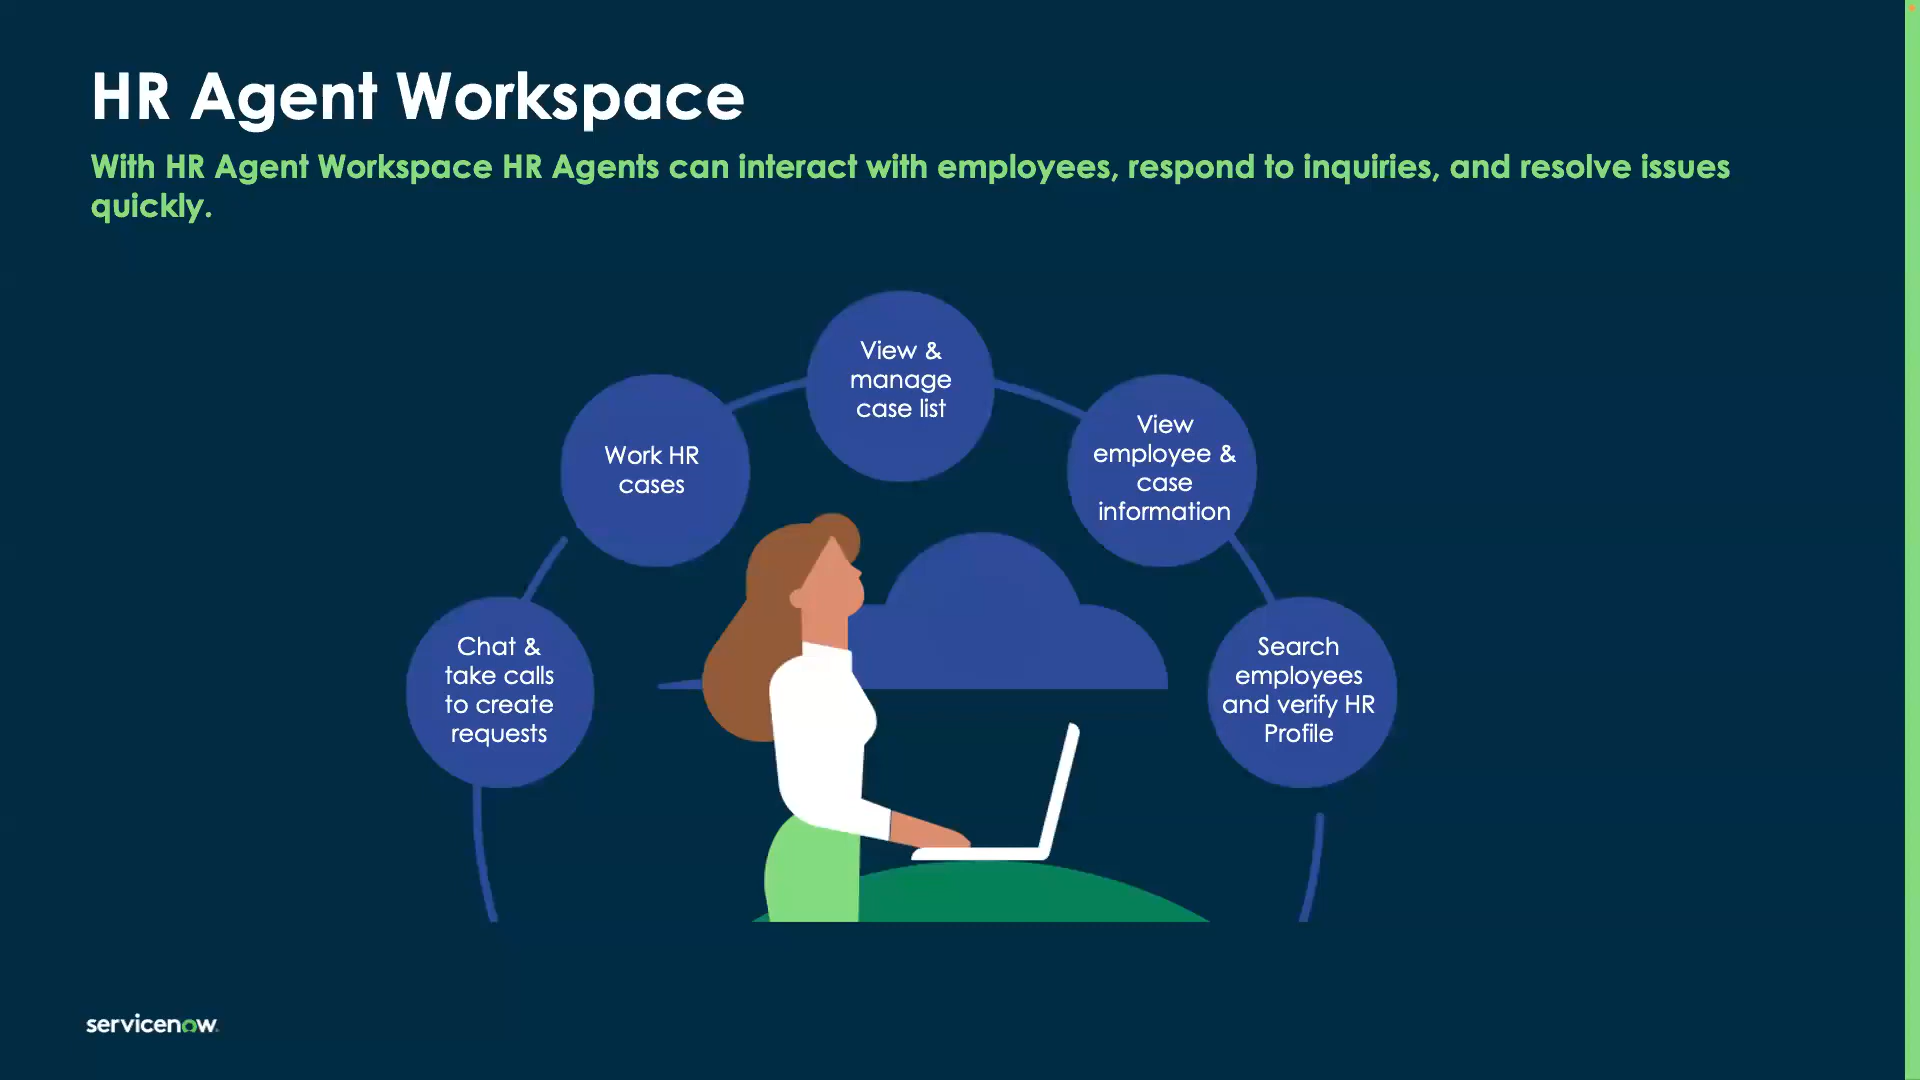 HR Agent Workspace
With HR Agent Workspace HR Agents can interact with employees, respond to inquiries, and resolve issues
quickly.
Chat &
take calls
to create
requests
Work HR
cases
View &
manage
case list
View
employee &
case
information
Search
employees
and verify HR
Profile
servicenow